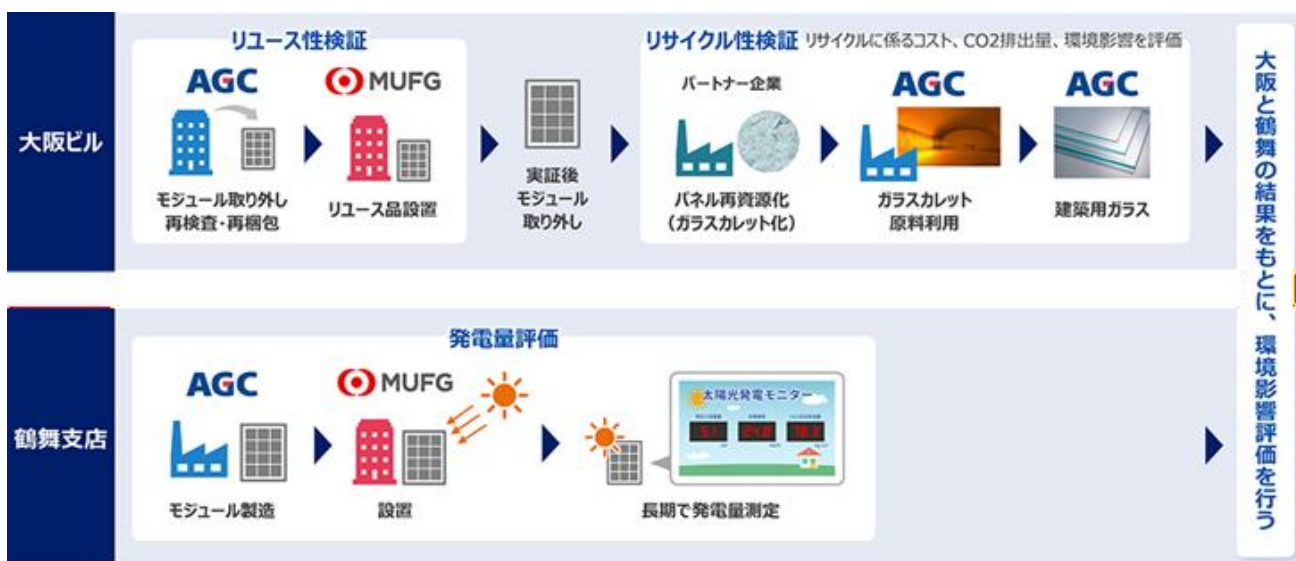 大阪ビル
リユース性検証
AGC
モジュール取り外し
再検査・再梱包
MUFG
リユース品設置
実証後
モジュール
取り外し
リサイクル性検証 リサイクルに係るコスト、CO2排出量、環境影響を評価
パートナー企業
パネル再資源化
(ガラスカレット化)
AGC
ガラスカレット
原料利用
AGC
建築用ガラス
鶴舞支店
発電量評価
AGC
モジュール製造
MUFG
設置
太陽光発電モニター
長期で発電量測定
大阪と鶴舞の結果をもとに、環境影響評価を行う